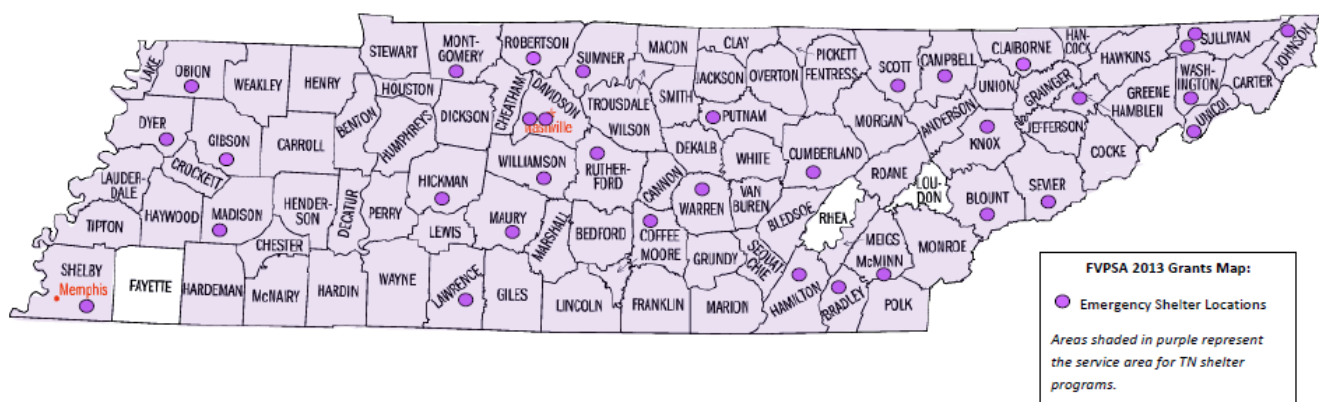 STEWART
MONT-
GOMERY
ROBERTSON
SUMNER
MACON
CLAY
PICKETT
FENTRESS
SCOTT
CAMPBELL
CLAIBORNE
HAN-
COCK
HAWKINS
SULLIVAN
JOHNSON
LAKE
OBION
WEAKLEY
HENRY
HOUSTON
CHEATHAM
DAVIDSON
Nashville
TROUSDALE
SMITH
JACKSON
OVERTON
UNION
GRAINGER
GREENE
HAMBLEN
WASH-
INGTON
CARTER
UNICOI
DYER
GIBSON
CARROLL
BENTON
HUMPHREYS
DICKSON
WILSON
PUTNAM
MORGAN
ANDERSON
KNOX
JEFFERSON
COCKE
LAUDER-
DALE
CROCKETT
HICKMAN
WILLIAMSON
RUTHER-
FORD
CANNON
DEKALB
WHITE
CUMBERLAND
ROANE
LOU-
DON
BLOUNT
SEVIER
TIPTON
HAYWOOD
MADISON
HENDER-
SON
DECATUR
PERRY
LEWIS
MAURY
MARSHALL
BEDFORD
COFFEE
MOORE
WARREN
VAN
BUREN
BLEDSOE
RHEA
MEIGS
McMINN
MONROE
SHELBY
Memphis
FAYETTE
HARDEMAN
CHESTER
McNAIRY
HARDIN
WAYNE
LAWRENCE
GILES
LINCOLN
FRANKLIN
GRUNDY
MARION
SEQUAT-
CHIE
HAMILTON
BRADLEY
POLK
FVPSA 2013 Grants Map:
Emergency Shelter Locations
Areas shaded in purple represent
the service area for TN shelter
programs.